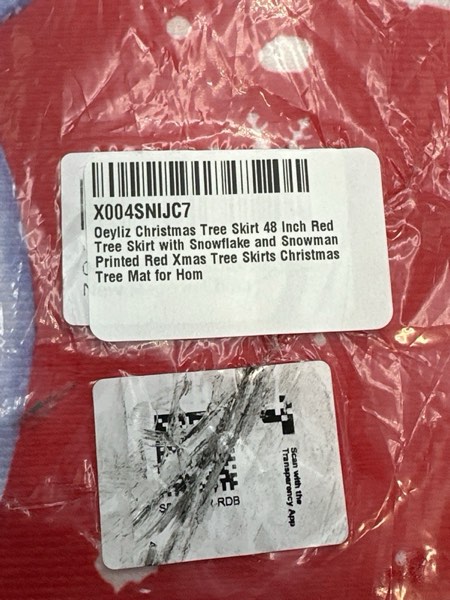 X004SNIJC7
Oeyliz Christmas Tree Skirt 48 Inch Red
Tree Skirt with Snowflake and Snowman
Printed Red Xmas Tree Skirts Christmas
Tree Mat for Hom
Scan with the
Transparency App
RDB